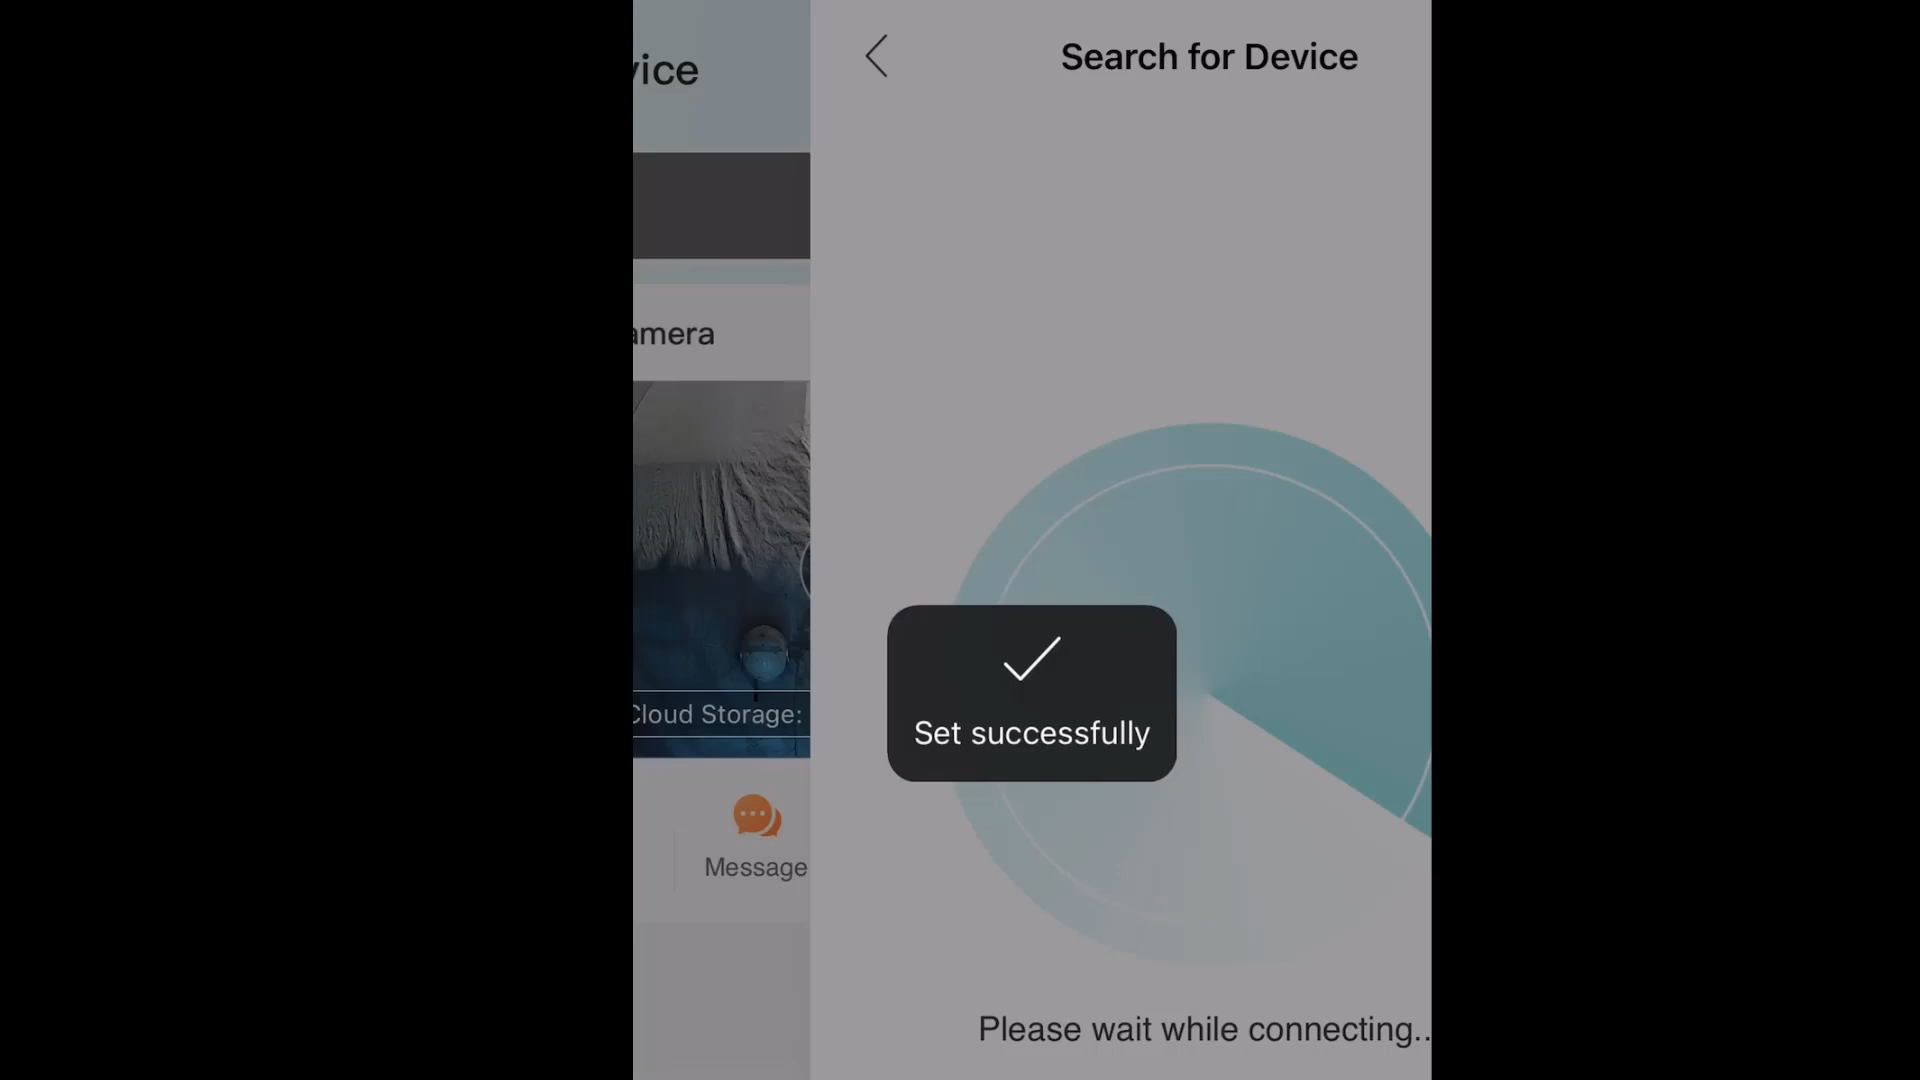 vice
amera
Cloud Storage:
Message
Search for Device
Set successfully
Please wait while connecting..